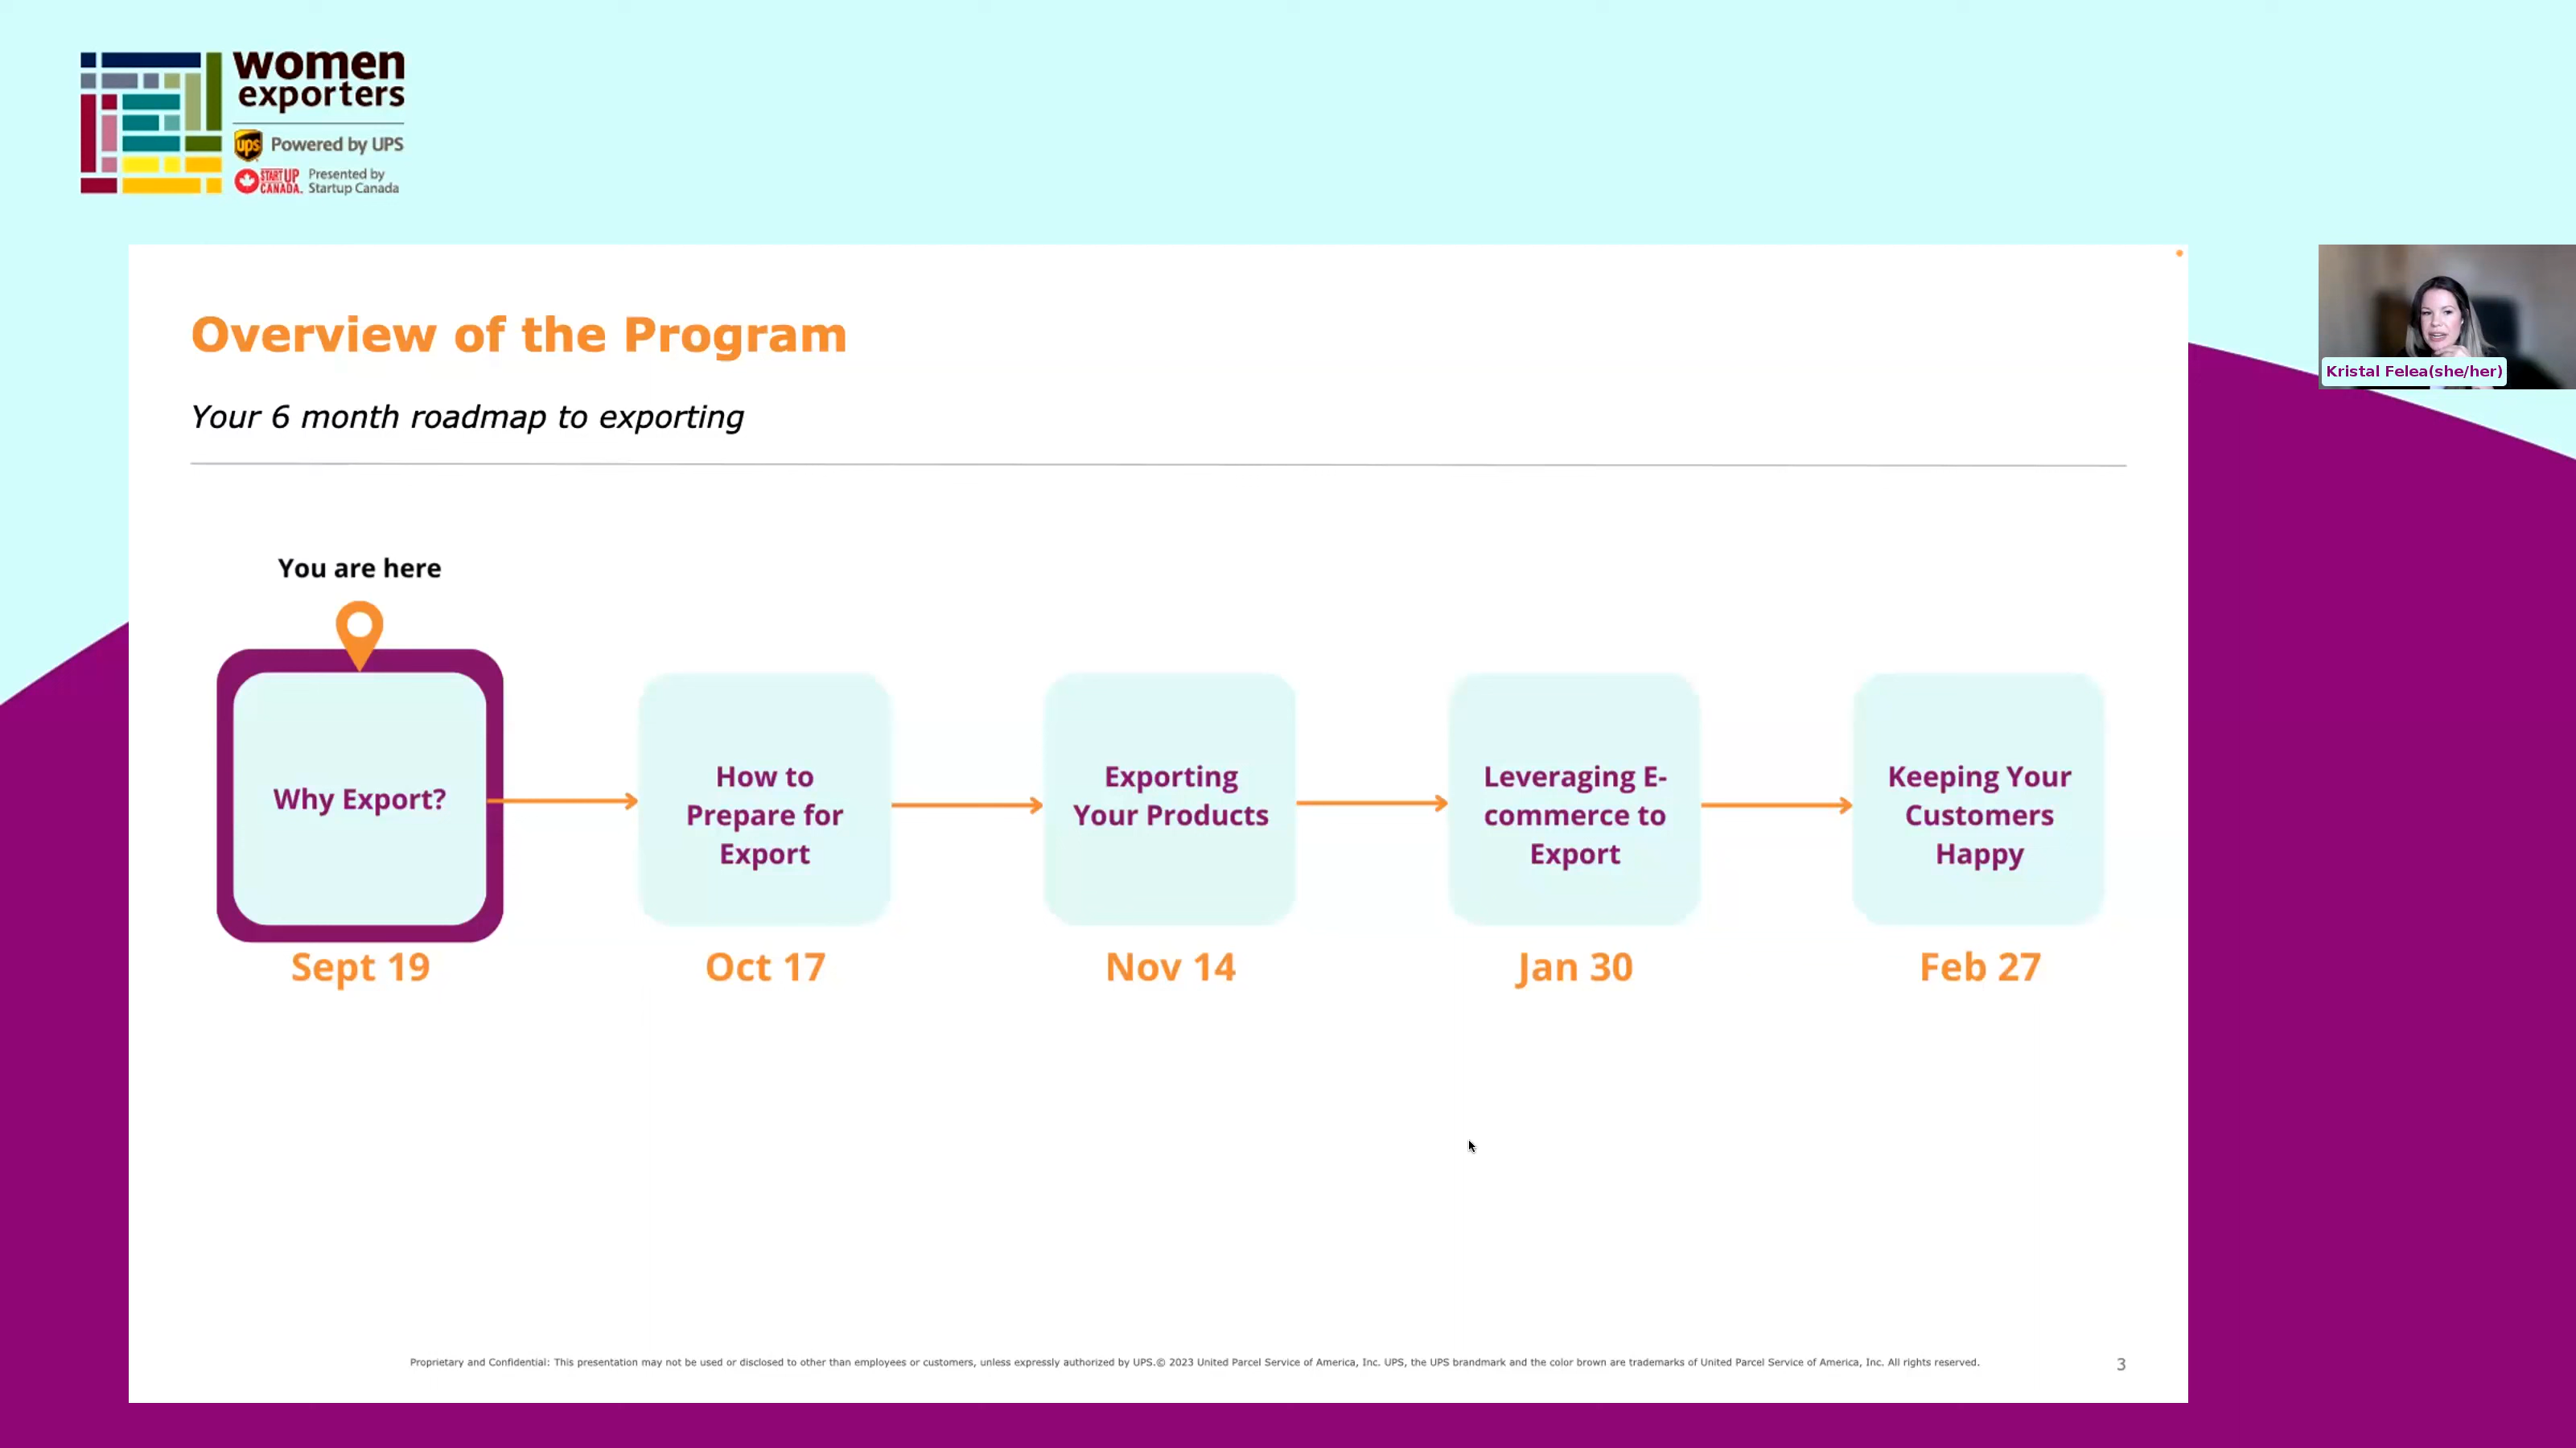 women
exporters
ups Powered by UPS
STARTUP CANADA. Presented by
Startup Canada
Overview of the Program
Your 6 month roadmap to exporting
Kristal Felea(she/her)
You are here
Why Export?
Sept 19
How to
Prepare for
Export
Oct 17
Exporting
Your Products
Nov 14
Leveraging E-
commerce to
Export
Jan 30
Keeping Your
Customers
Happy
Feb 27
Proprietary and Confidential: This presentation may not be used or disclosed to other than employees or customers, unless expressly authorized by UPS.© 2023 United Parcel Service of America, Inc. UPS, the UPS brandmark and the color brown are trademarks of United Parcel Service of America, Inc. All rights reserved.
3